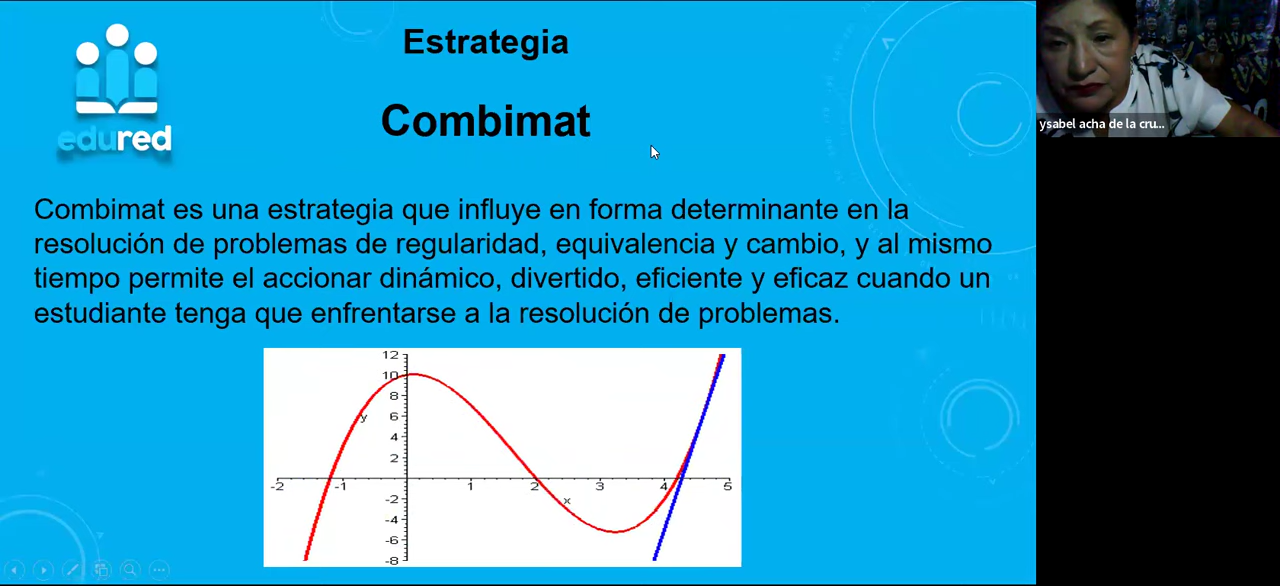 edured
Estrategia
Combimat
ysabel acha de la cru...
Combimat es una estrategia que influye en forma determinante en la
resolución de problemas de regularidad, equivalencia y cambio, y al mismo
tiempo permite el accionar dinámico, divertido, eficiente y eficaz cuando un
estudiante tenga que enfrentarse a la resolución de problemas.
12
10
8
y 6
4
2
-2 -1 1 2 3 4 5
-2 x
-4
-6
-8